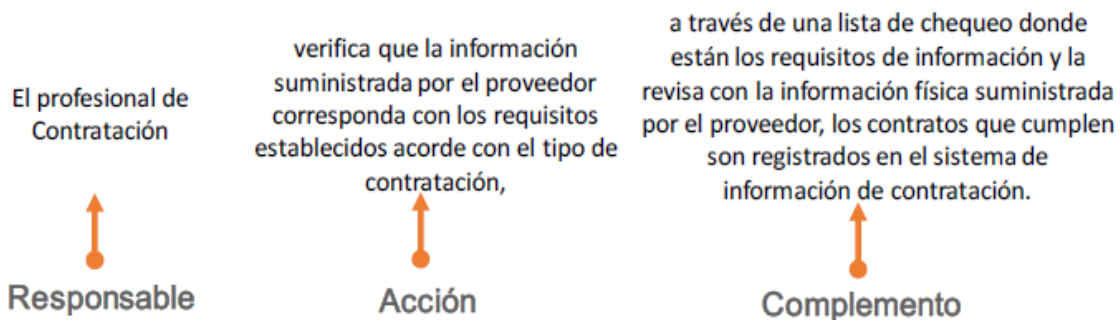 El profesional de
Contratación
verifica que la información
suministrada por el proveedor
corresponda con los requisitos
establecidos acorde con el tipo de
contratación,
a través de una lista de chequeo donde
están los requisitos de información y la
revisa con la información física suministrada
por el proveedor, los contratos que cumplen
son registrados en el sistema de
información de contratación.
Responsable
Acción
Complemento